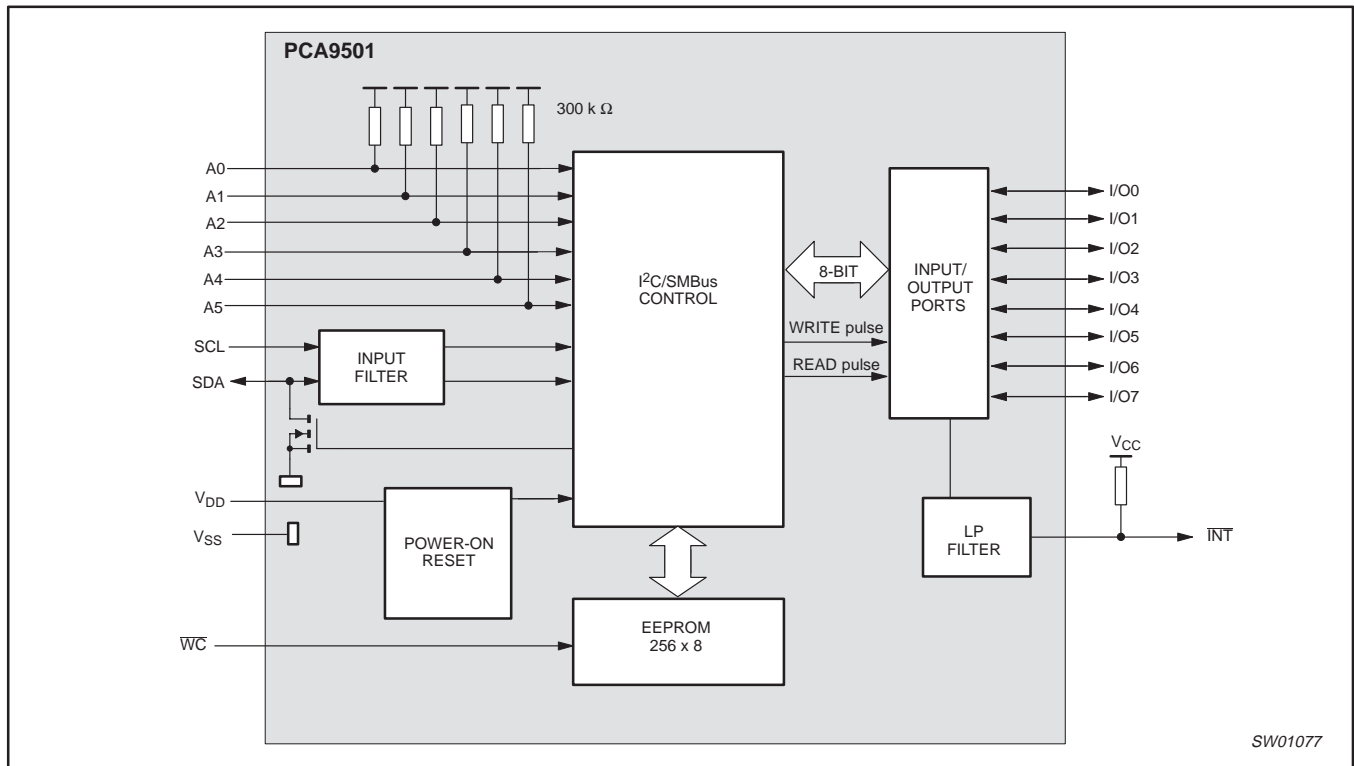 PCA9501
300 k Ω
A0
A1
A2
A3
A4
A5
SCL
SDA
VDD
VSS
WC
INPUT
FILTER
POWER-ON
RESET
I²C/SMBus
CONTROL
EEPROM
256 x 8
8-BIT
WRITE pulse
READ pulse
INPUT/
OUTPUT
PORTS
I/O0
I/O1
I/O2
I/O3
I/O4
I/O5
I/O6
I/O7
VCC
LP
FILTER
INT
SW01077